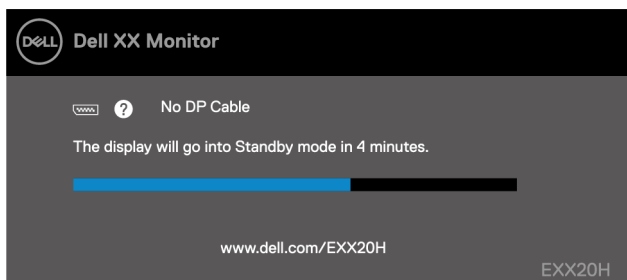 DELL
Dell XX Monitor
? No DP Cable
The display will go into Standby mode in 4 minutes.
www.dell.com/EXX20H
EXX20H